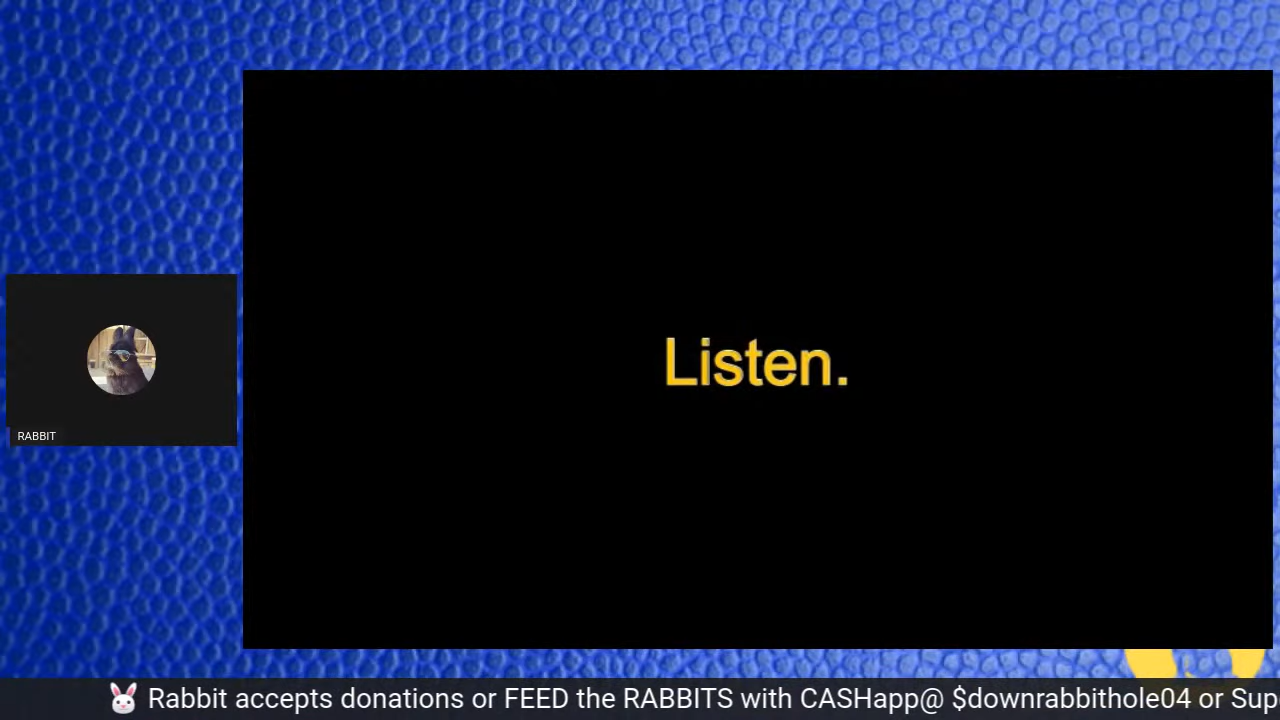 Listen.
RABBIT
🐰 Rabbit accepts donations or FEED the RABBITS with CASHapp@ $downrabbithole04 or Sup